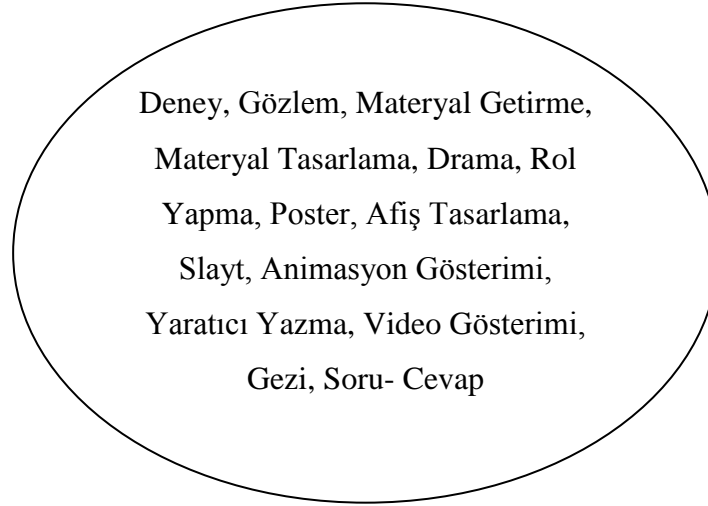 Deney, Gözlem, Materyal Getirme,
Materyal Tasarlama, Drama, Rol
Yapma, Poster, Afiş Tasarlama,
Slayt, Animasyon Gösterimi,
Yaratıcı Yazma, Video Gösterimi,
Gezi, Soru- Cevap